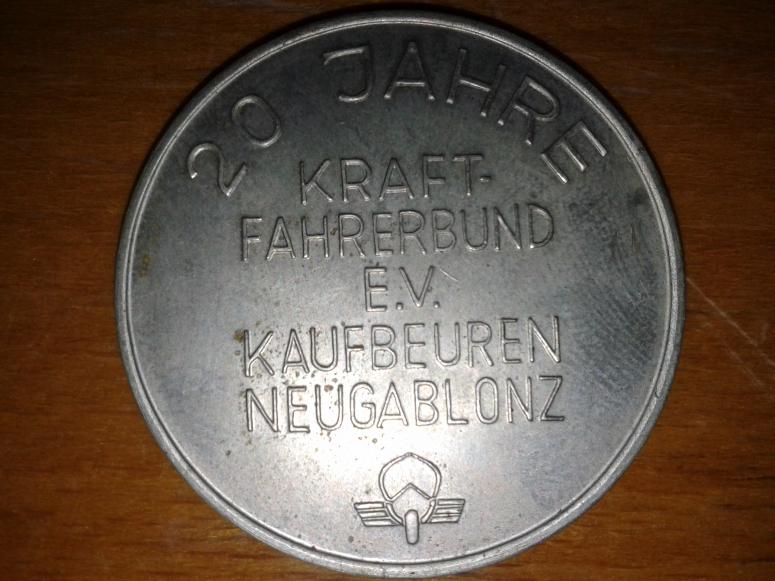 20 JAHRE
KRAFT-
FAHRERBUND
E.V.
KAUFBEUREN
NEUGABLONZ